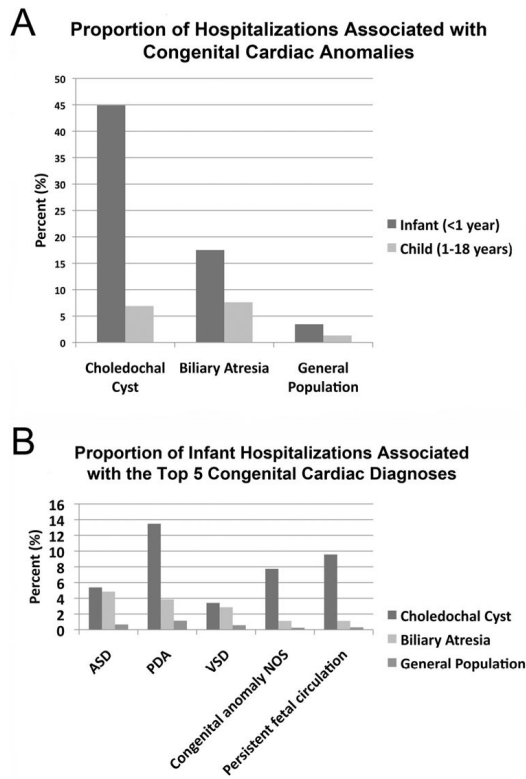 A
Proportion of Hospitalizations Associated with
Congenital Cardiac Anomalies
Percent (%)
50
45
40
35
30
25
20
15
10
5
0
Choledochal
Cyst
Biliary Atresia
General
Population
Infant (<1 year)
Child (1-18 years)
B
Proportion of Infant Hospitalizations Associated
with the Top 5 Congenital Cardiac Diagnoses
Percent (%)
16
14
12
10
8
6
4
2
0
ASD
PDA
VSD
Congenital anomaly NOS
Persistent fetal circulation
Choledochal Cyst
Biliary Atresia
General Population